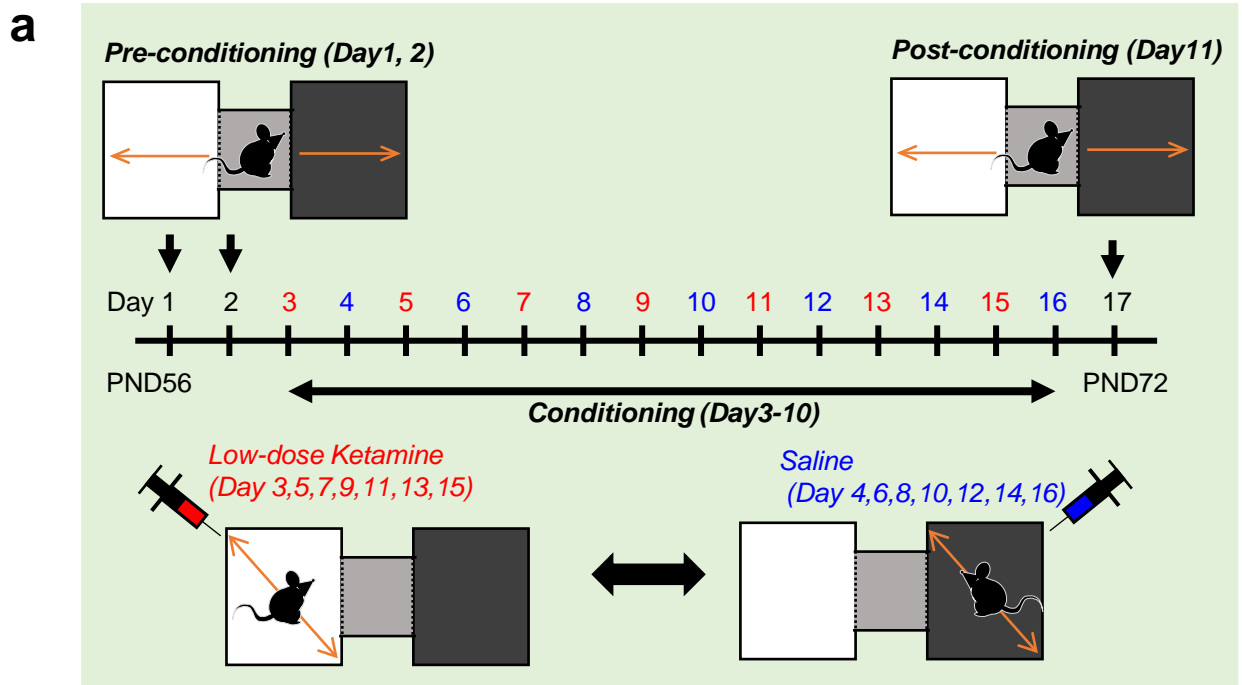 a
Pre-conditioning (Day1, 2)
Post-conditioning (Day11)
Day 1 2 3 4 5 6 7 8 9 10 11 12 13 14 15 16 17
PND56
PND72
Conditioning (Day3-10)
Low-dose Ketamine
(Day 3,5,7,9,11,13,15)
Saline
(Day 4,6,8,10,12,14,16)